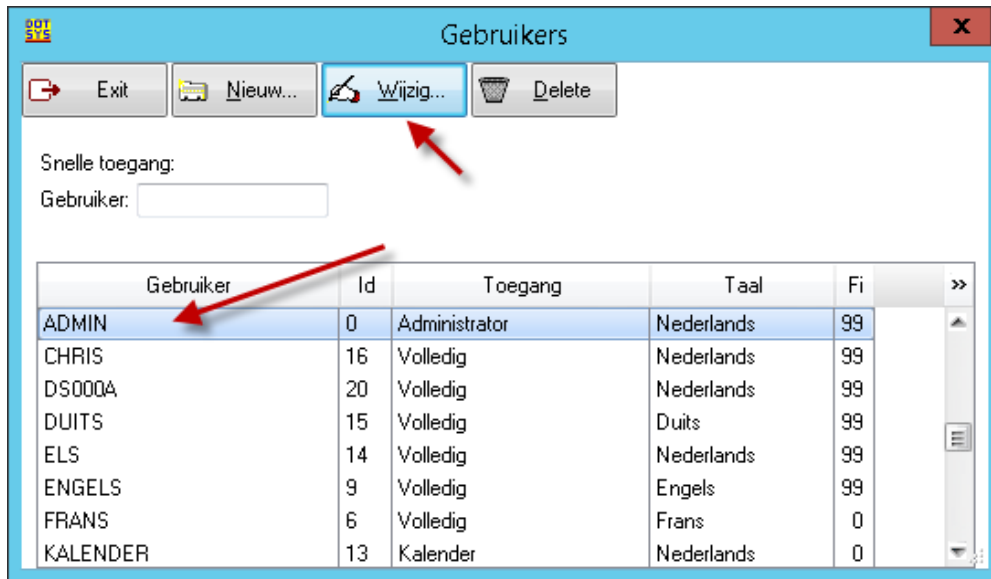 DOT
SYS
Gebruikers
X
Exit Nieuw... Wijzig... Delete
Snelle toegang:
Gebruiker:
Gebruiker Id Toegang Taal Fi »
ADMIN 0 Administrator Nederlands 99
CHRIS 16 Volledig Nederlands 99
DS000A 20 Volledig Nederlands 99
DUITS 15 Volledig Duits 99
ELS 14 Volledig Nederlands 99
ENGELS 9 Volledig Engels 99
FRANS 6 Volledig Frans 0
KALENDER 13 Kalender Nederlands 0